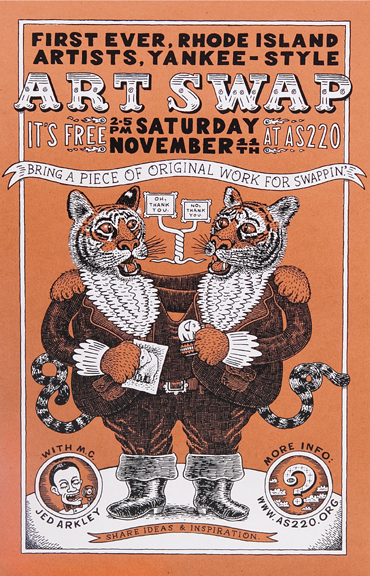 FIRST EVER, RHODE ISLAND
ARTISTS, YANKEE-STYLE
ART SWAP
IT'S FREE
2-5 PM
SATURDAY
NOVEMBER 11TH
AT AS220
BRING A PIECE OF ORIGINAL WORK FOR SWAPPIN'
OH, THANK YOU.
NO, THANK YOU
WITH M.C.
JED ARKLEY
MORE INFO:
?
WWW.AS220.ORG
SHARE IDEAS & INSPIRATION.